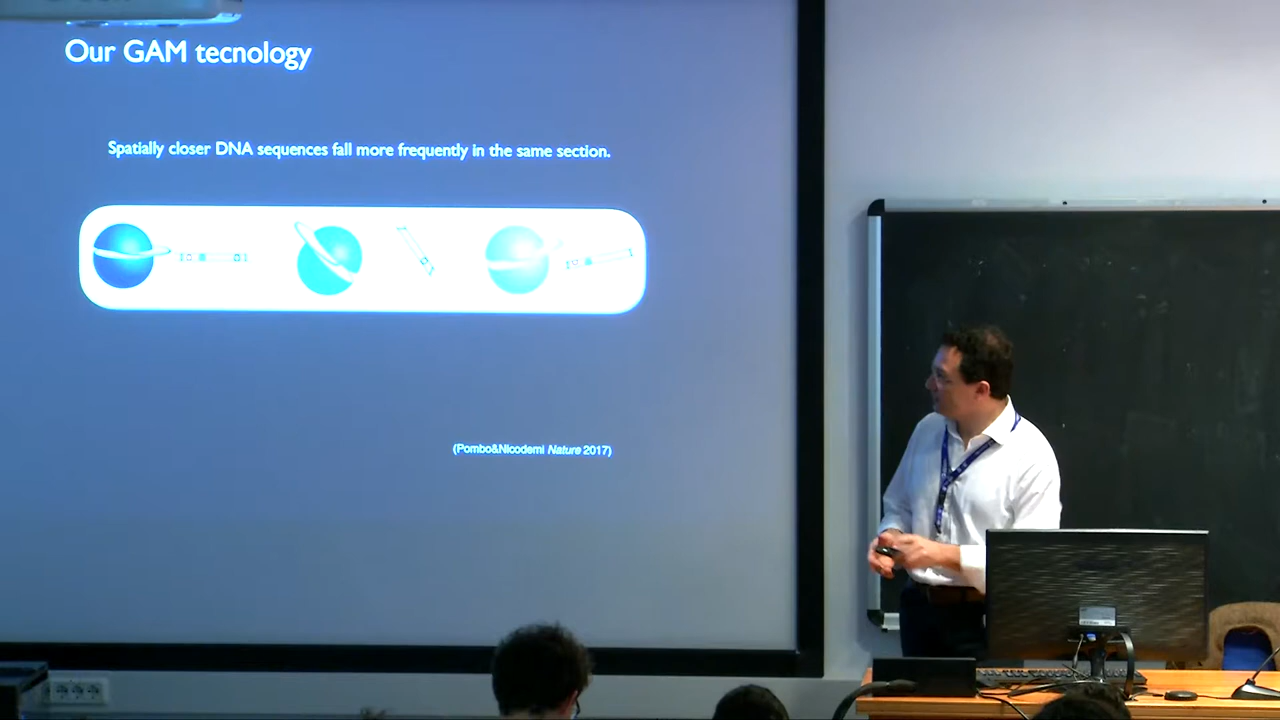 Our GAM tecnology
Spatially closer DNA sequences fall more frequently in the same section.
(Pombo&Nicodemi Nature 2017)